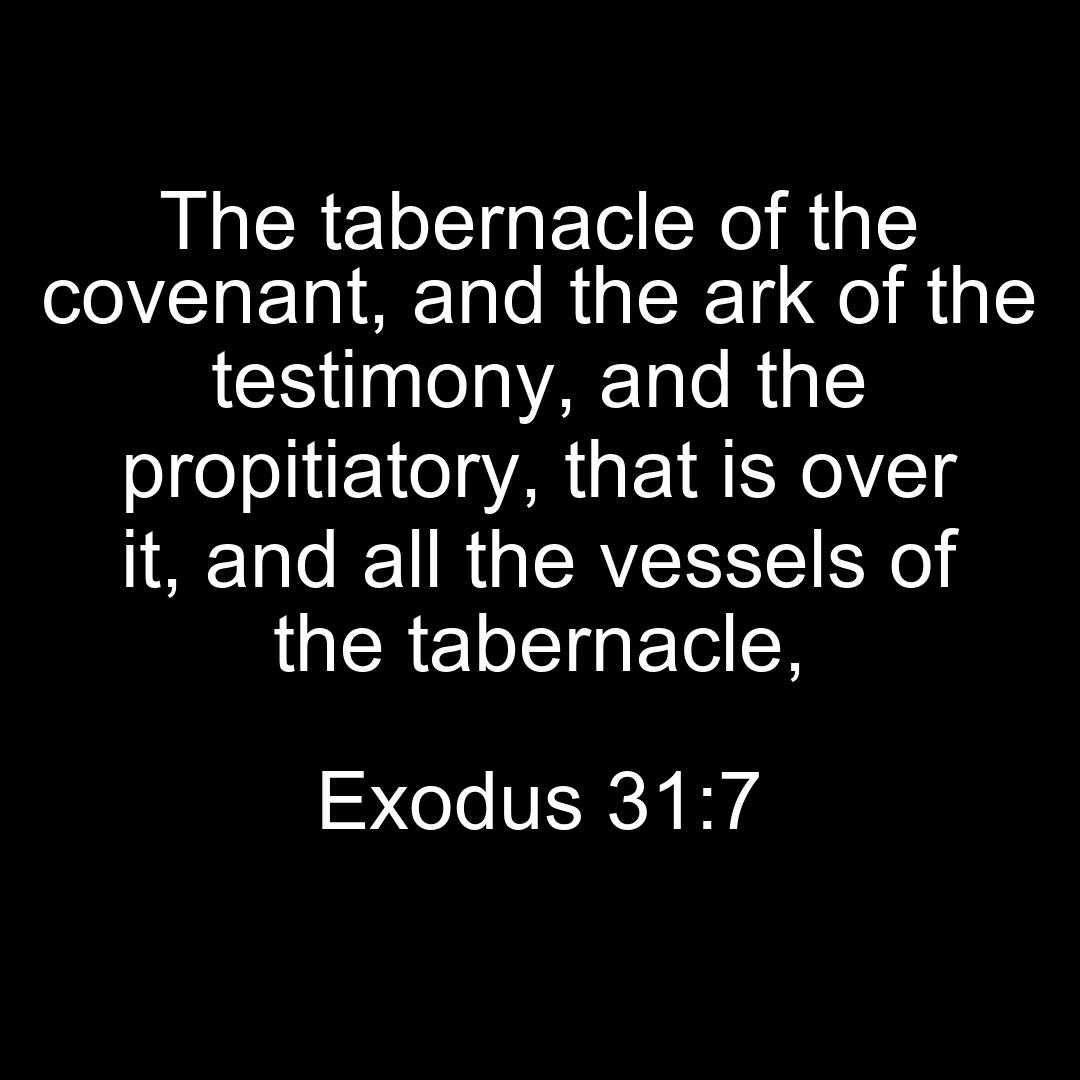 The tabernacle of the
covenant, and the ark of the
testimony, and the
propitiatory, that is over
it, and all the vessels of
the tabernacle,
Exodus 31:7